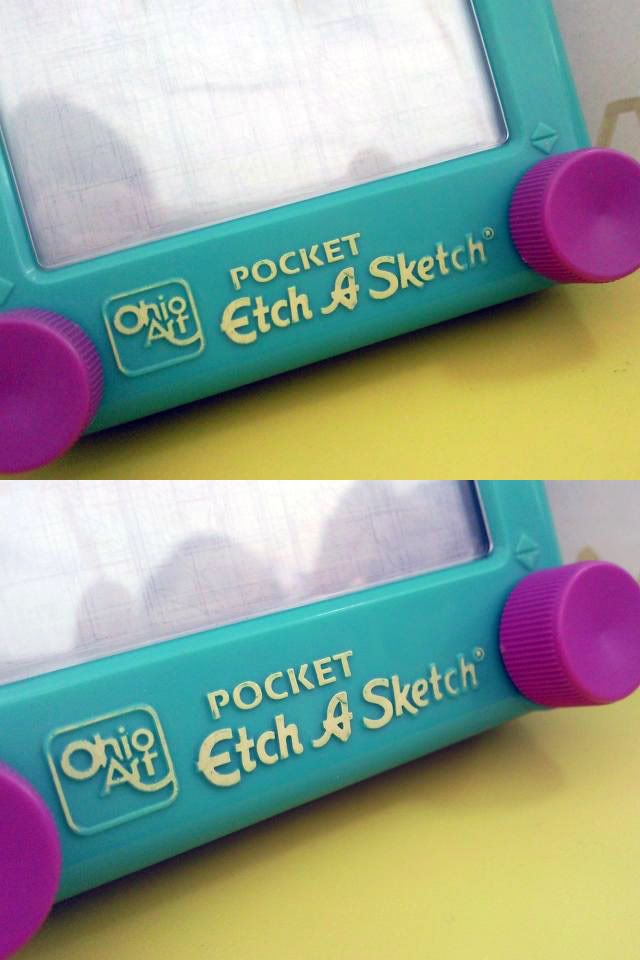 POCKET
Etch A Sketch®
Ohio
Art
POCKET
Etch A Sketch®
Ohio
Art